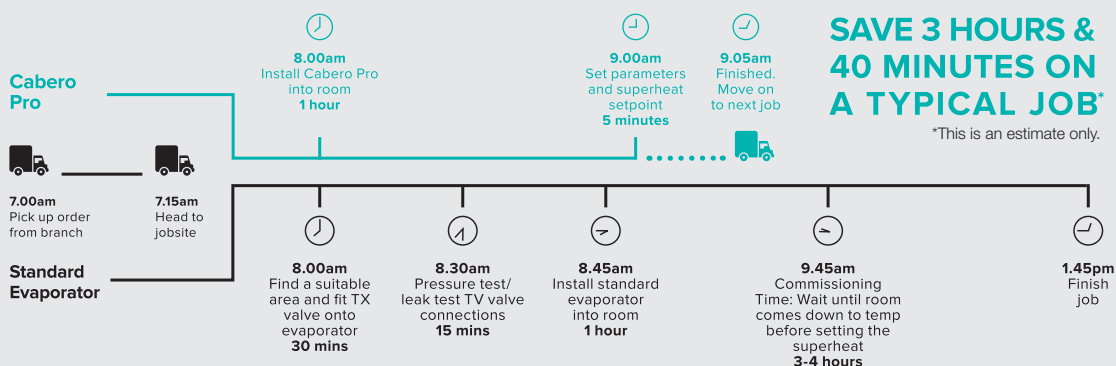 SAVE 3 HOURS &
40 MINUTES ON
A TYPICAL JOB*
*This is an estimate only.
Cabero
Pro
8.00am
Install Cabero Pro
into room
1 hour
9.00am
Set parameters
and superheat
setpoint
5 minutes
9.05am
Finished.
Move on
to next job
7.00am
Pick up order
from branch
7.15am
Head to
jobsite
Standard
Evaporator
8.00am
Find a suitable
area and fit TX
valve onto
evaporator
30 mins
8.30am
Pressure test/
leak test TV valve
connections
15 mins
8.45am
Install standard
evaporator
into room
1 hour
9.45am
Commissioning
Time: Wait until room
comes down to temp
before setting the
superheat
3-4 hours
1.45pm
Finish
job